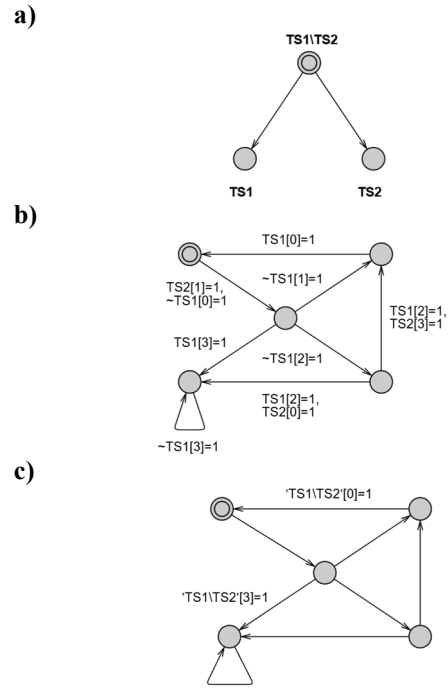 a)
TS1\TS2
TS1
TS2
b)
TS1[0]=1
TS2[1]=1,
~TS1[0]=1
~TS1[1]=1
TS1[2]=1,
TS2[3]=1
TS1[3]=1
~TS1[2]=1
TS1[2]=1,
TS2[0]=1
~TS1[3]=1
c)
'TS1\TS2'[0]=1
'TS1\TS2'[3]=1